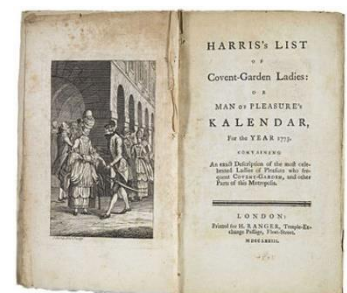 HARRIS's LIST
OF
Covent-Garden Ladies:
OR
MAN OF PLEASURE's
KALENDAR,
For the YEAR 1773.
CONTAINING
An exact Description of the most cele-
brated Ladies of Pleasure who fre-
quent COVENT-GARDEN, and other
Parts of this Metropolis.
LONDON:
Printed for H. RANGER, Temple-Ex-
change Passage, Fleet-Street.
M DCC LXXIII.